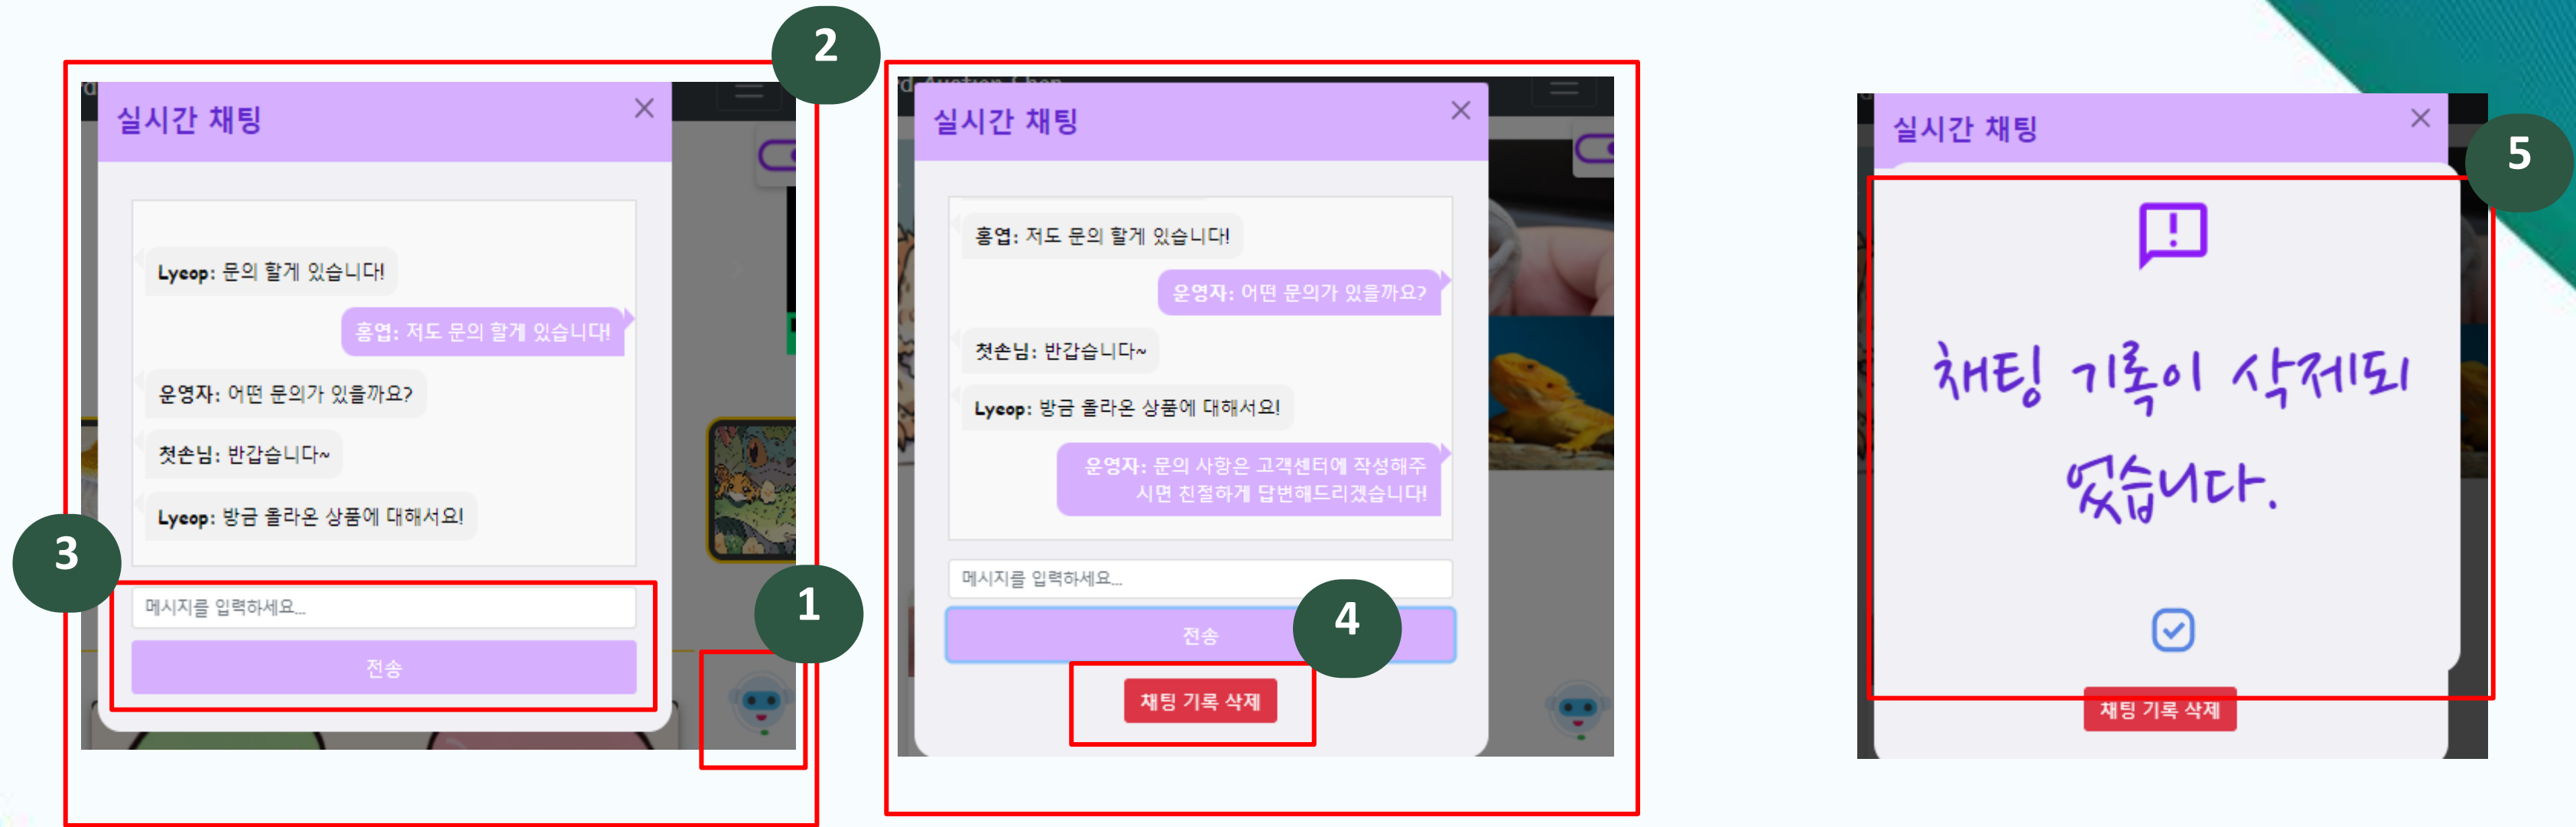 2
실시간 채팅
Lyeop: 문의 할게 있습니다!
홍엽: 저도 문의 할게 있습니다!
운영자: 어떤 문의가 있을까요?
첫손님: 반갑습니다~
Lyeop: 방금 올라온 상품에 대해서요!
3
메시지를 입력하세요...
전송
1
실시간 채팅
홍엽: 저도 문의 할게 있습니다!
운영자: 어떤 문의가 있을까요?
첫손님: 반갑습니다~
Lyeop: 방금 올라온 상품에 대해서요!
운영자: 문의 사항은 고객센터에 작성해주
시면 친절하게 답변해드리겠습니다!
메시지를 입력하세요...
전송
4
채팅 기록 삭제
실시간 채팅
5
채팅 기록이 삭제되
었습니다.
채팅 기록 삭제